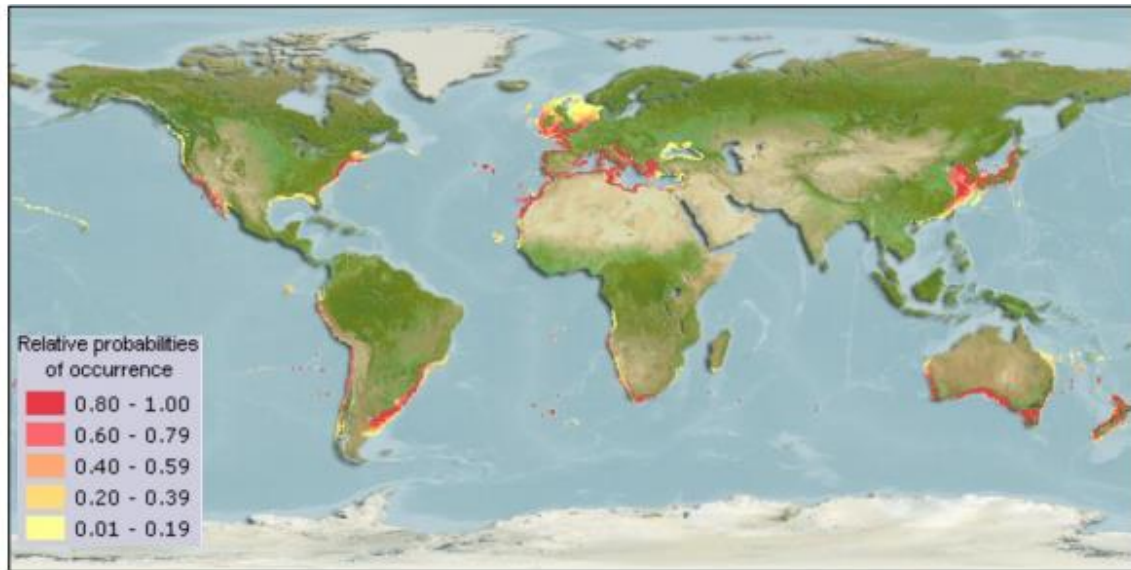 Relative probabilities
of occurrence
0.80 - 1.00
0.60 - 0.79
0.40 - 0.59
0.20 - 0.39
0.01 - 0.19